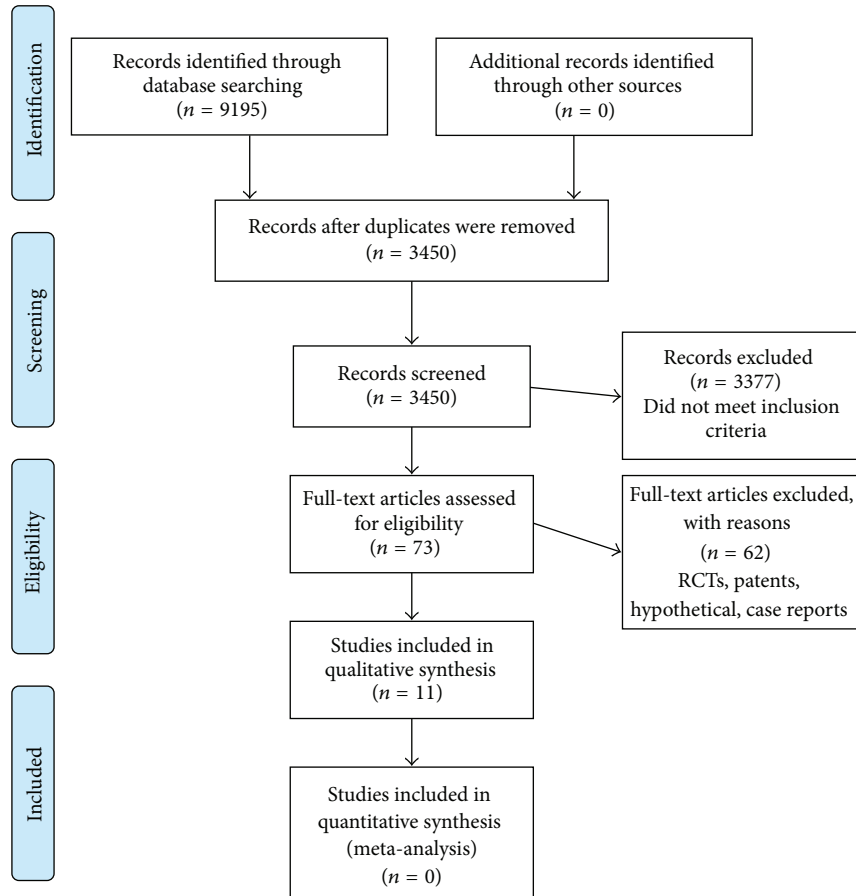 Identification
Records identified through
database searching
(n = 9195)
Additional records identified
through other sources
(n = 0)
Records after duplicates were removed
(n = 3450)
Screening
Records screened
(n = 3450)
Records excluded
(n = 3377)
Did not meet inclusion
criteria
Eligibility
Full-text articles assessed
for eligibility
(n = 73)
Full-text articles excluded,
with reasons
(n = 62)
RCTs, patents,
hypothetical, case reports
Studies included in
qualitative synthesis
(n = 11)
Included
Studies included in
quantitative synthesis
(meta-analysis)
(n = 0)